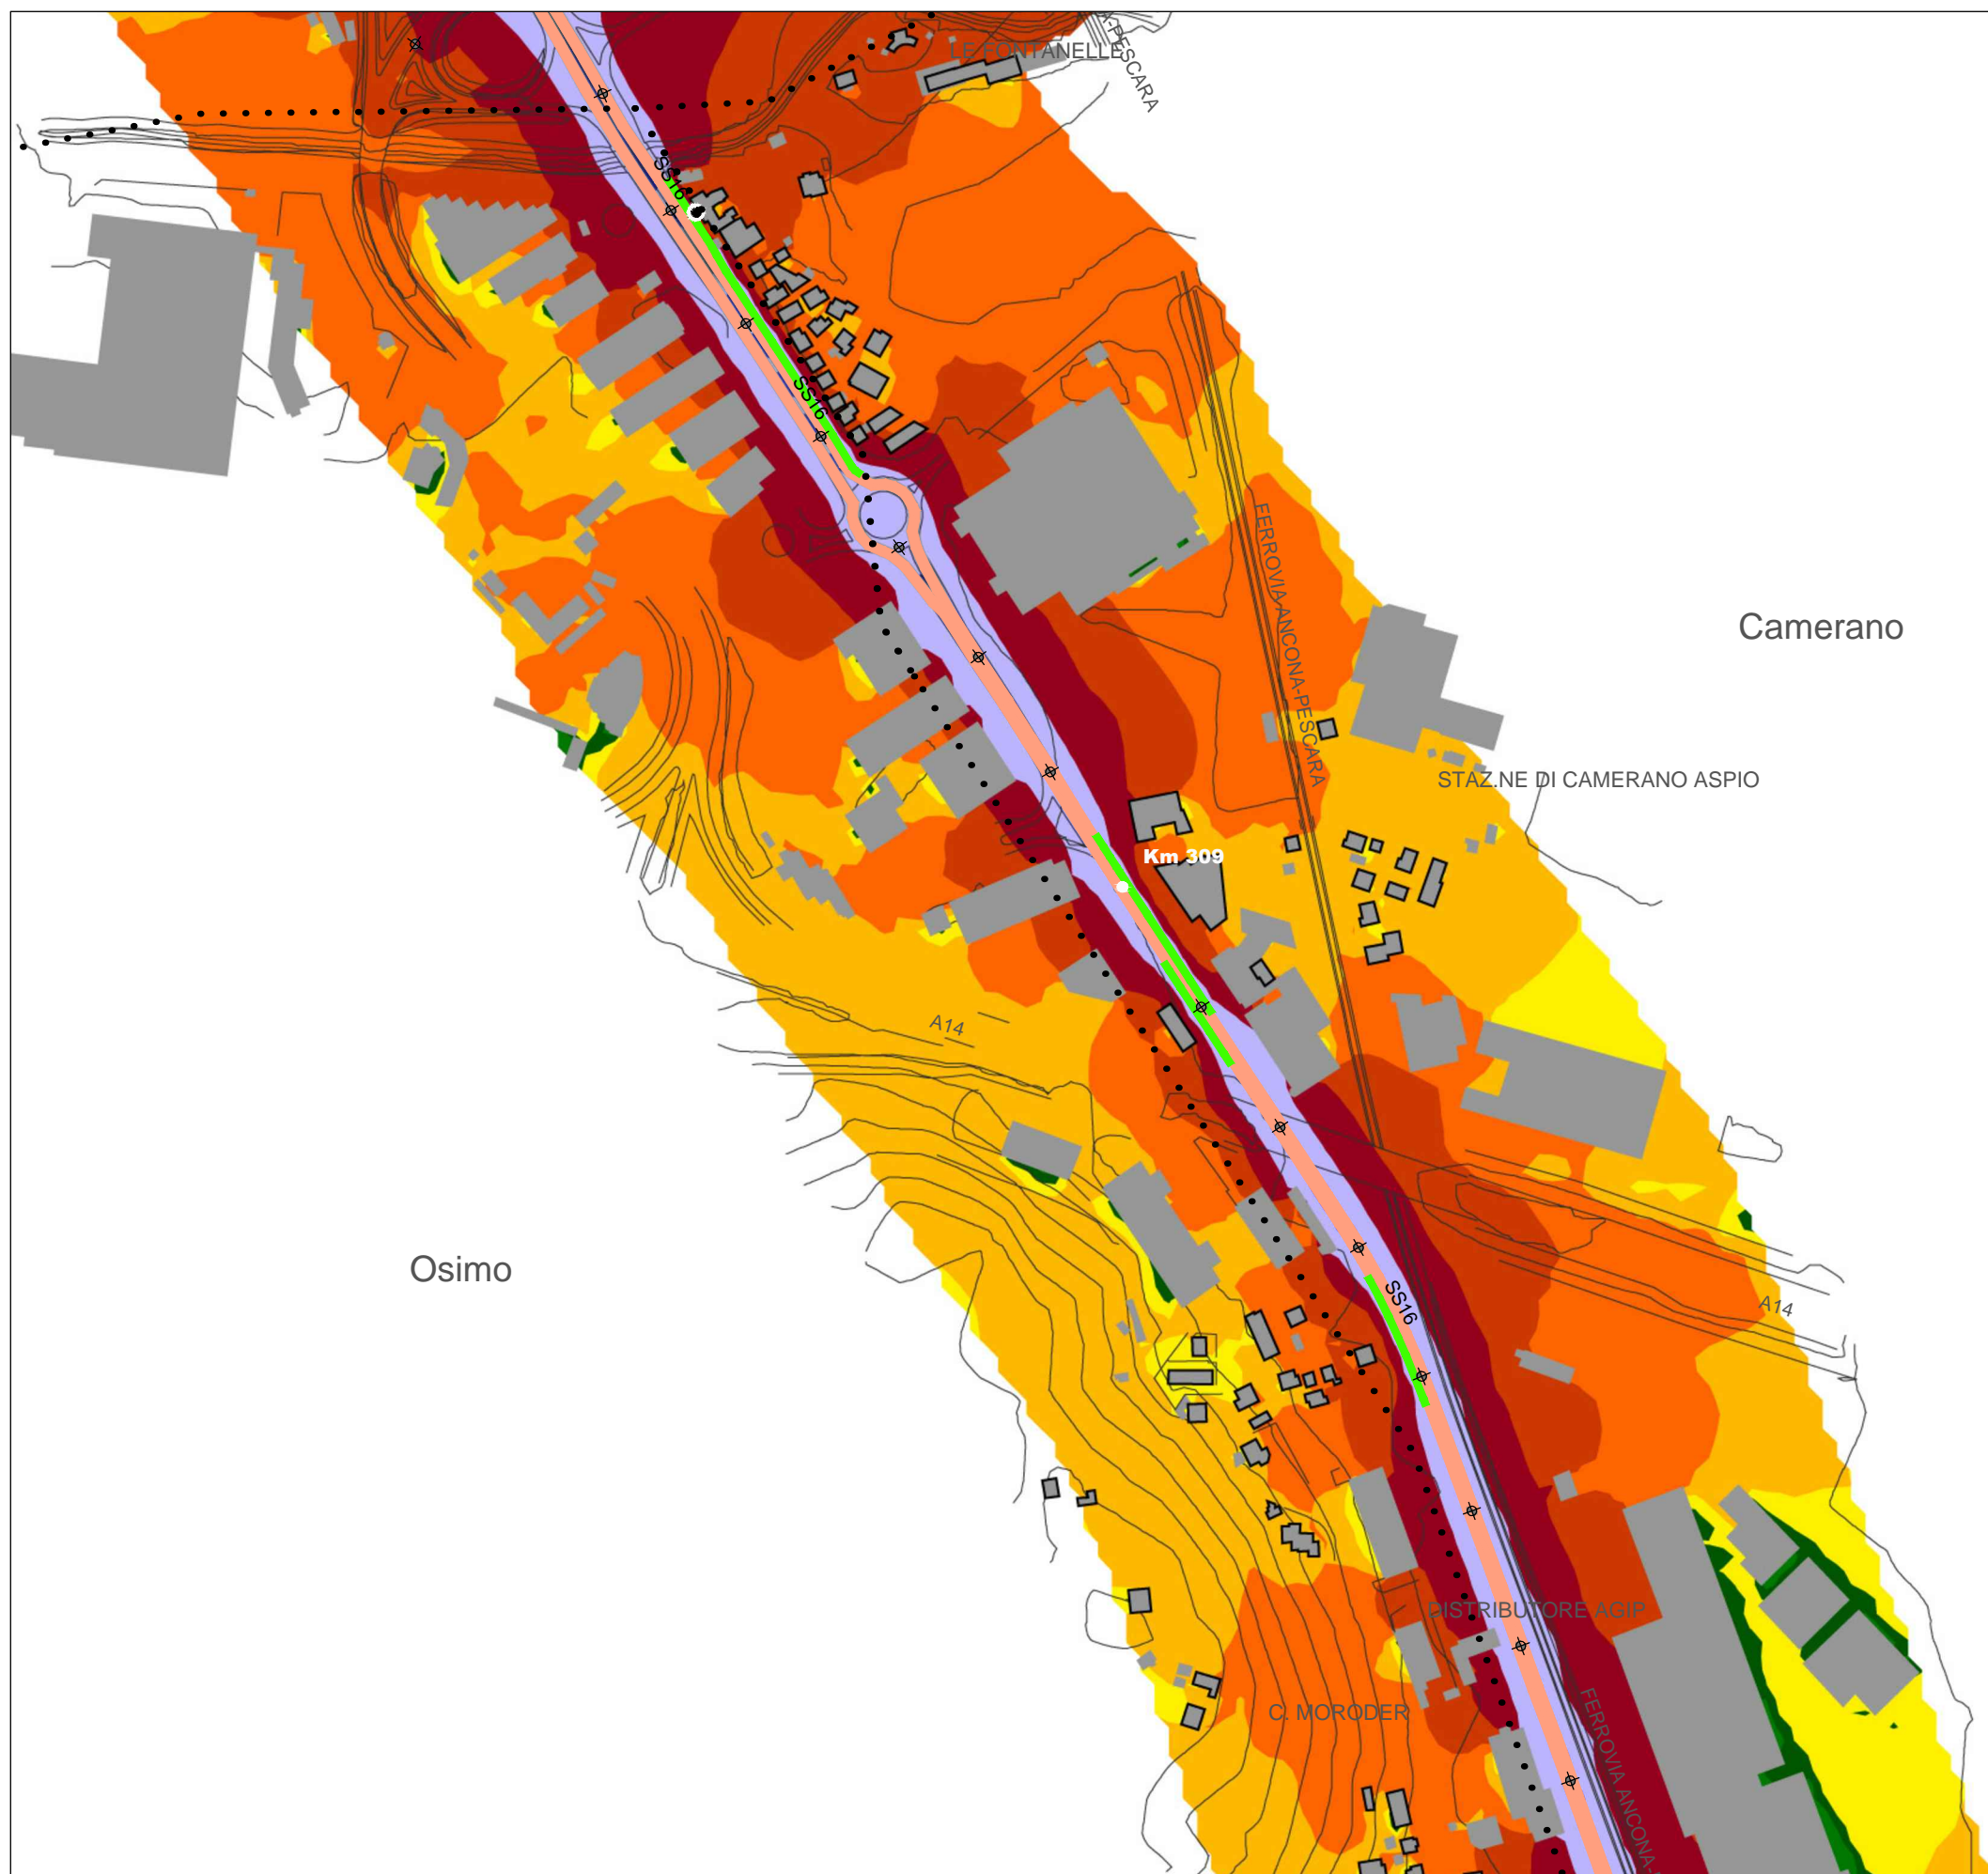 LE FONTANELLE
-PESCARA
SS16
SS16
FERROVIA ANCONA-PESCARA
Camerano
STAZ.NE DI CAMERANO ASPIO
Km 309
A14
Osimo
SS16
A14
DISTRIBUTORE AGIP
C. MORODER
FERROVIA ANCONA-